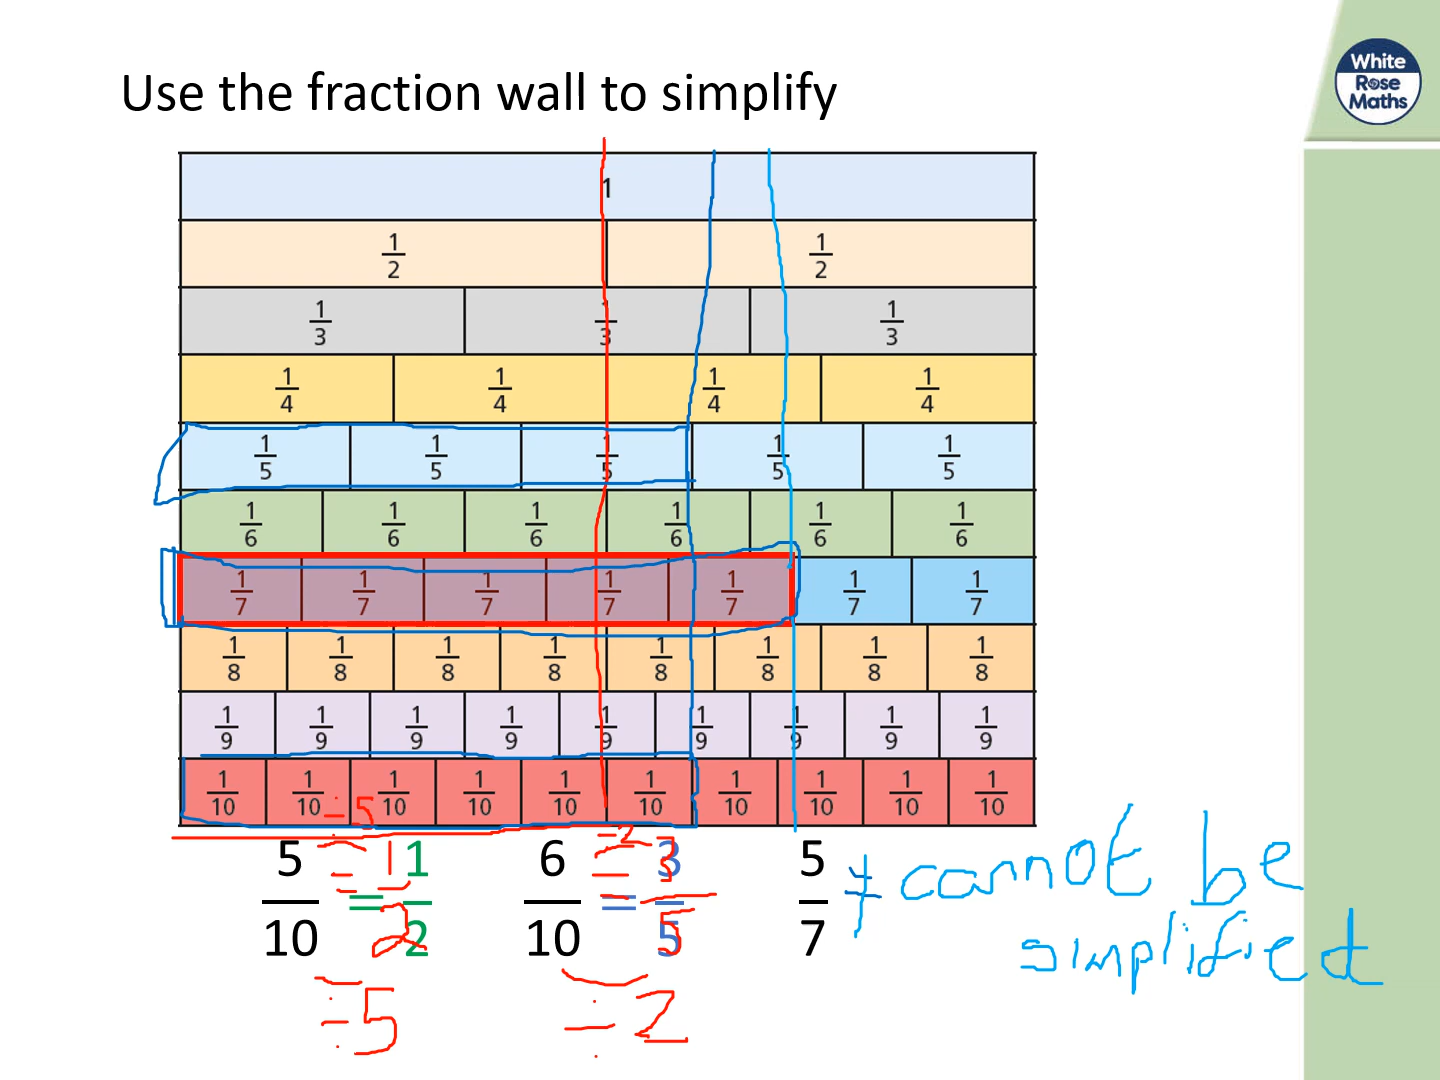 Use the fraction wall to simplify
White
Rose
Maths
1
1/2 1/2
1/3 1/3 1/3
1/4 1/4 1/4 1/4
1/5 1/5 1/5 1/5 1/5
1/6 1/6 1/6 1/6 1/6 1/6
1/7 1/7 1/7 1/7 1/7 1/7 1/7
1/8 1/8 1/8 1/8 1/8 1/8 1/8 1/8
1/9 1/9 1/9 1/9 1/9 1/9 1/9 1/9 1/9
1/10 1/10 1/10 1/10 1/10 1/10 1/10 1/10 1/10 1/10
÷5 ÷2
5/10 = 1/2 6/10 = 3/5 5/7 ≠ cannot be
simplified
÷5 ÷2